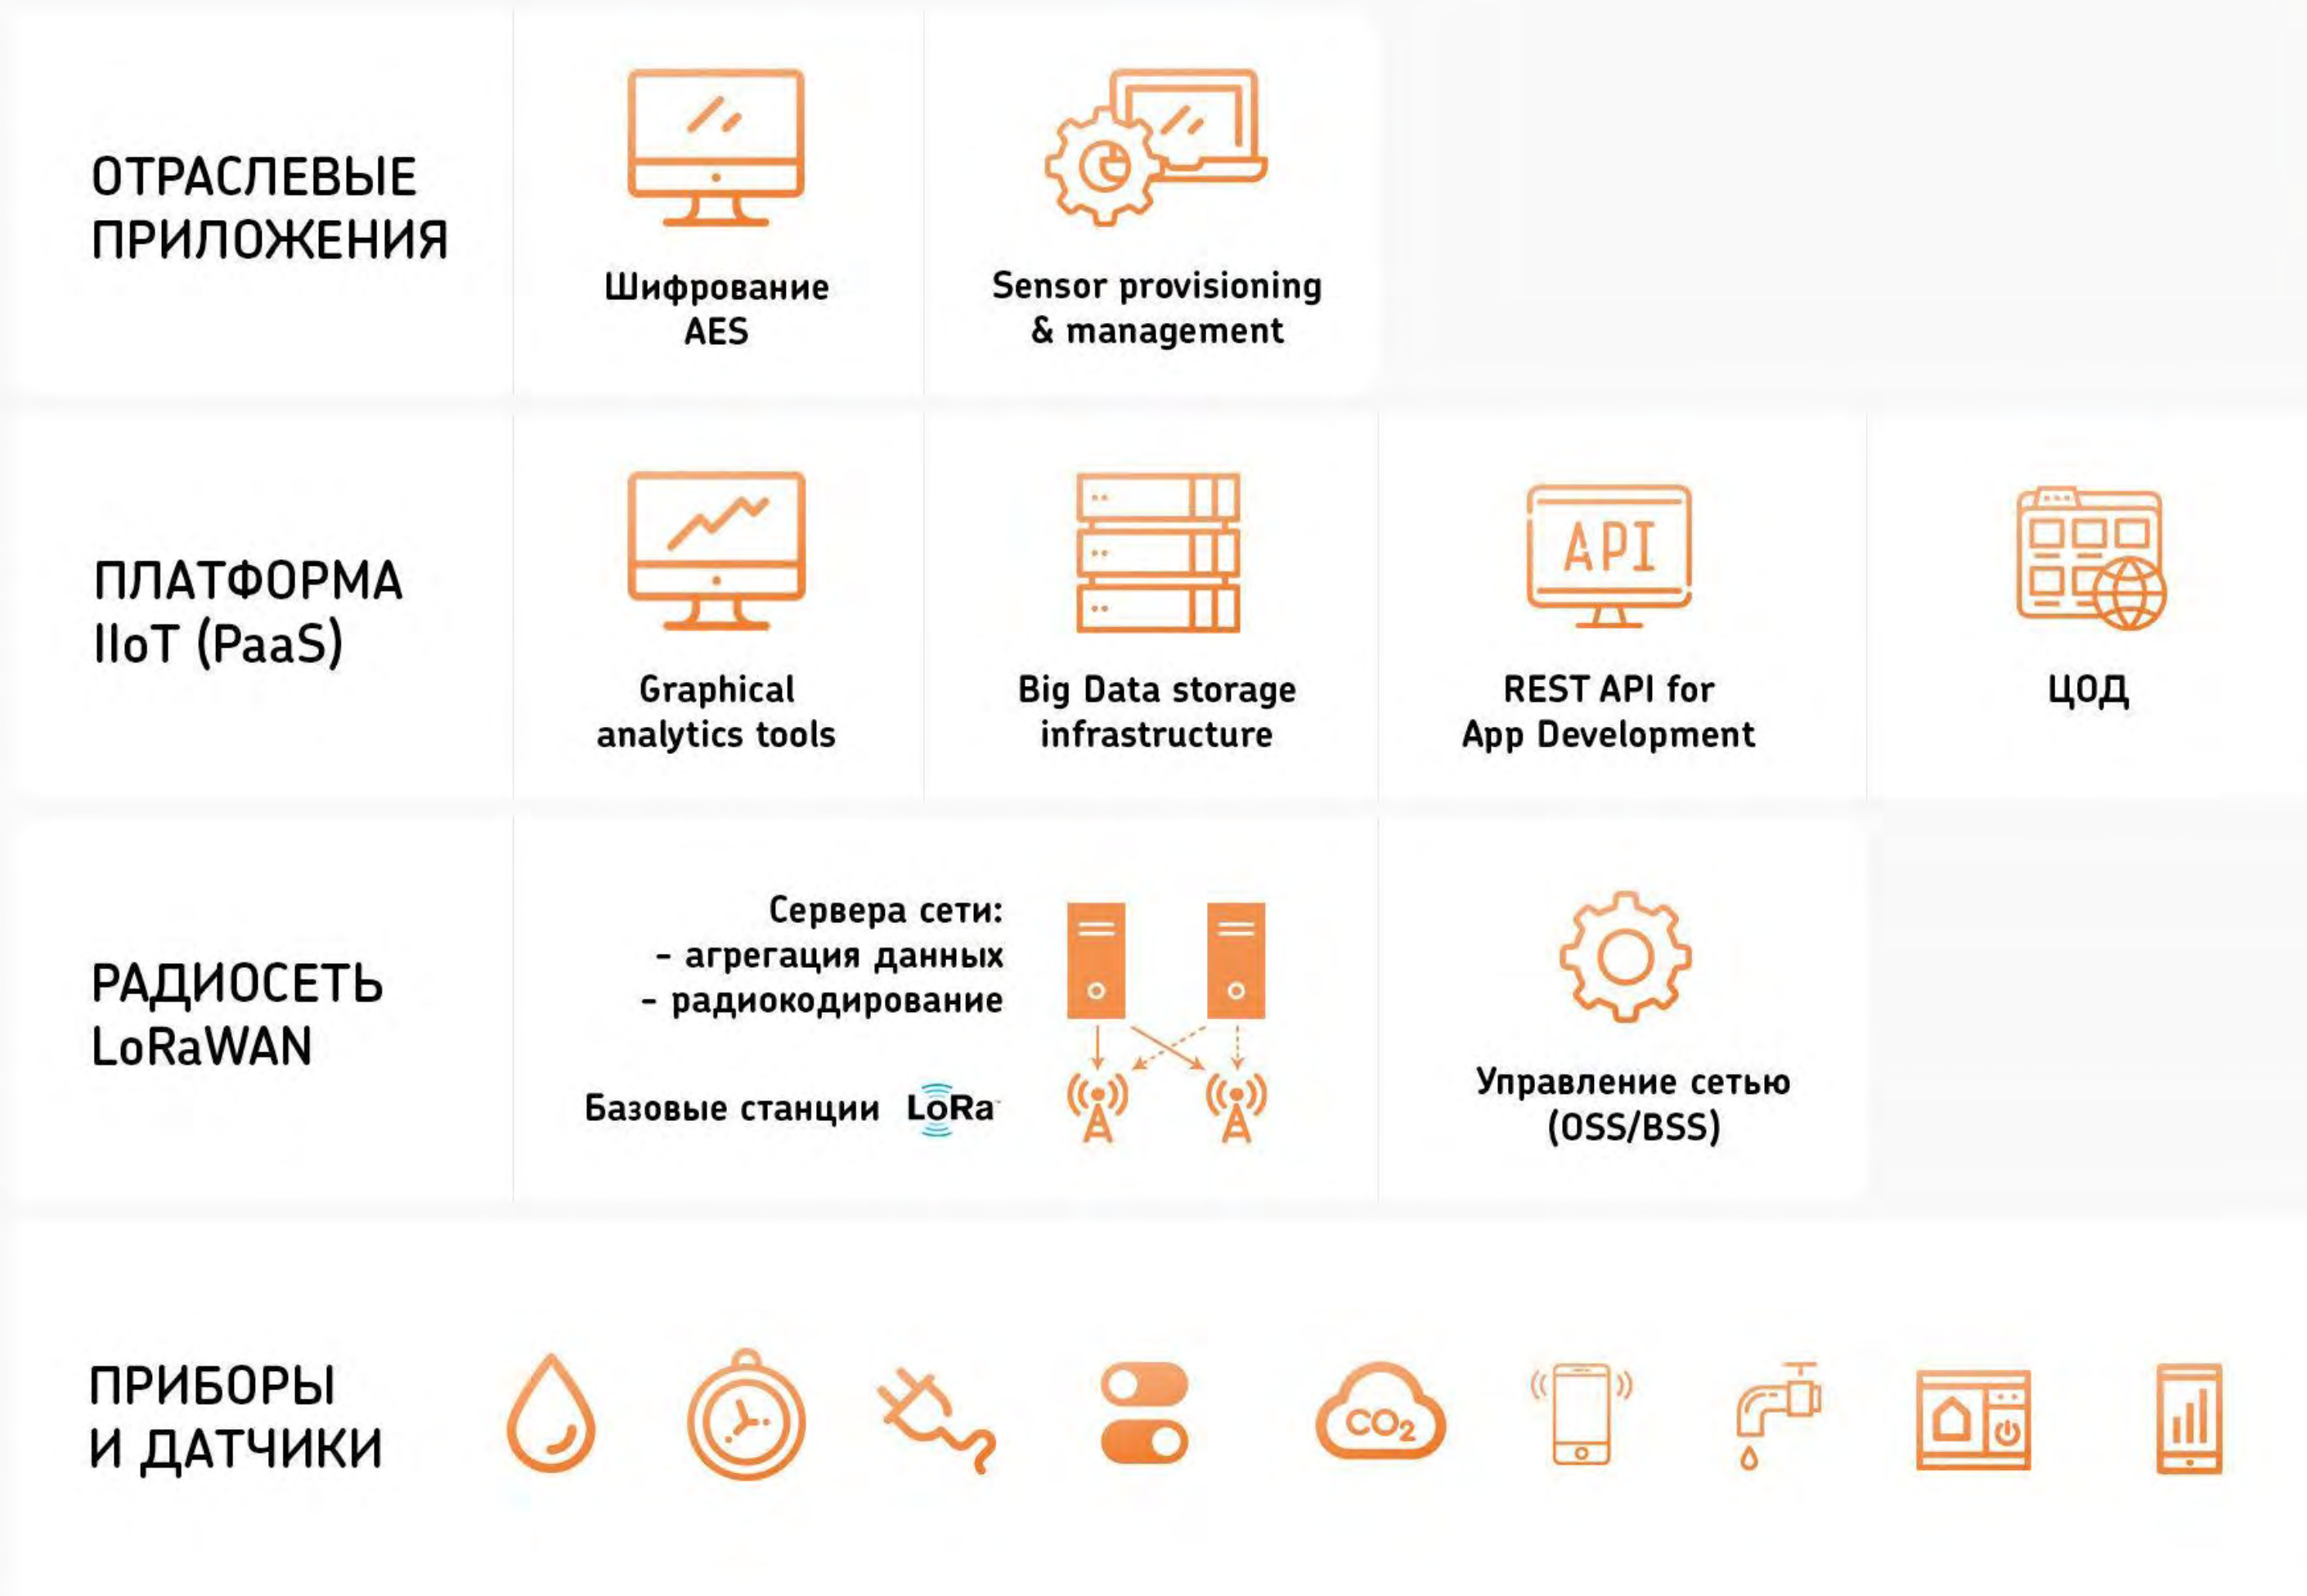 ОТРАСЛЕВЫЕ
ПРИЛОЖЕНИЯ
Шифрование
AES
Sensor provisioning
& management
ПЛАТФОРМА
IIoT (PaaS)
Graphical
analytics tools
Big Data storage
infrastructure
API
REST API for
App Development
ЦОД
РАДИОСЕТЬ
LoRaWAN
Сервера сети:
- агрегация данных
- радиокодирование
Базовые станции LoRa
Управление сетью
(OSS/BSS)
ПРИБОРЫ
И ДАТЧИКИ
CO₂